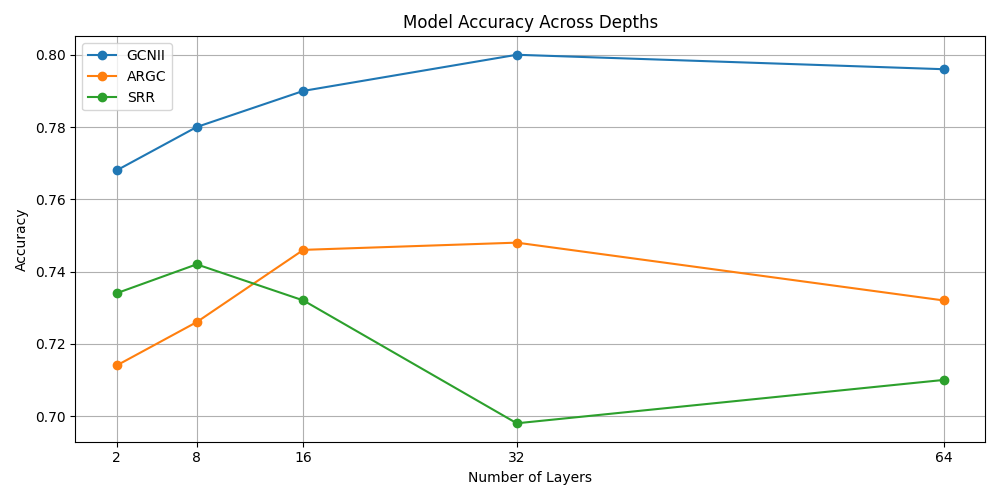 Model Accuracy Across Depths
GCNII
ARGC
SRR
0.80
0.78
0.76
0.74
0.72
0.70
Accuracy
2 8 16 32 64
Number of Layers